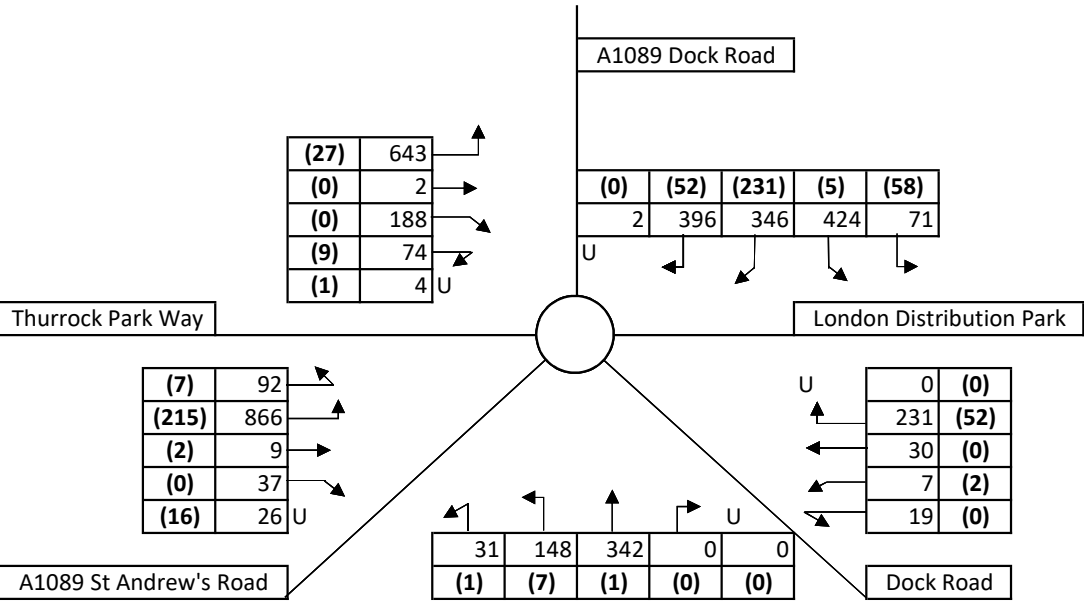 A1089 Dock Road
(27) 643
(0) 2
(0) 188
(9) 74
(1) 4 U
(0) (52) (231) (5) (58)
2 396 346 424 71
U
Thurrock Park Way
London Distribution Park
(7) 92
(215) 866
(2) 9
(0) 37
(16) 26 U
U 0 (0)
231 (52)
30 (0)
7 (2)
19 (0)
U
31 148 342 0 0
(1) (7) (1) (0) (0)
A1089 St Andrew's Road
Dock Road